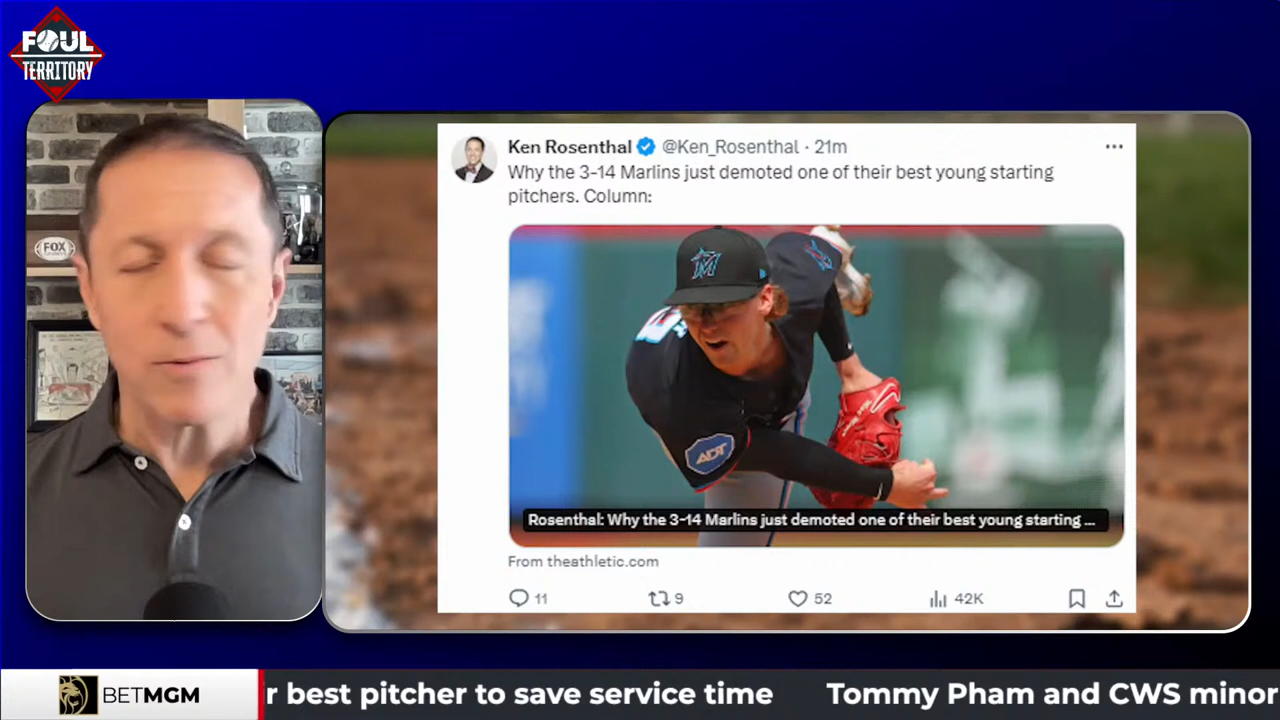 FOUL
TERRITORY
FOX
Ken Rosenthal @Ken_Rosenthal · 21m
Why the 3-14 Marlins just demoted one of their best young starting
pitchers. Column:
M
ADT
Rosenthal: Why the 3-14 Marlins just demoted one of their best young starting ...
From theathletic.com
11 9 52 42K
BETMGM
r best pitcher to save service time Tommy Pham and CWS minor